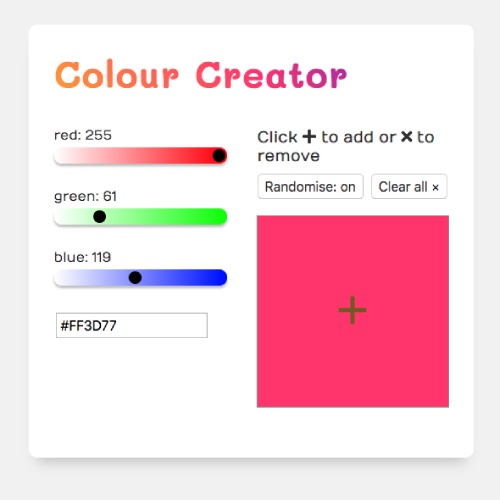 Colour Creator
red: 255
green: 61
blue: 119
#FF3D77
Click + to add or × to
remove
Randomise: on
Clear all ×